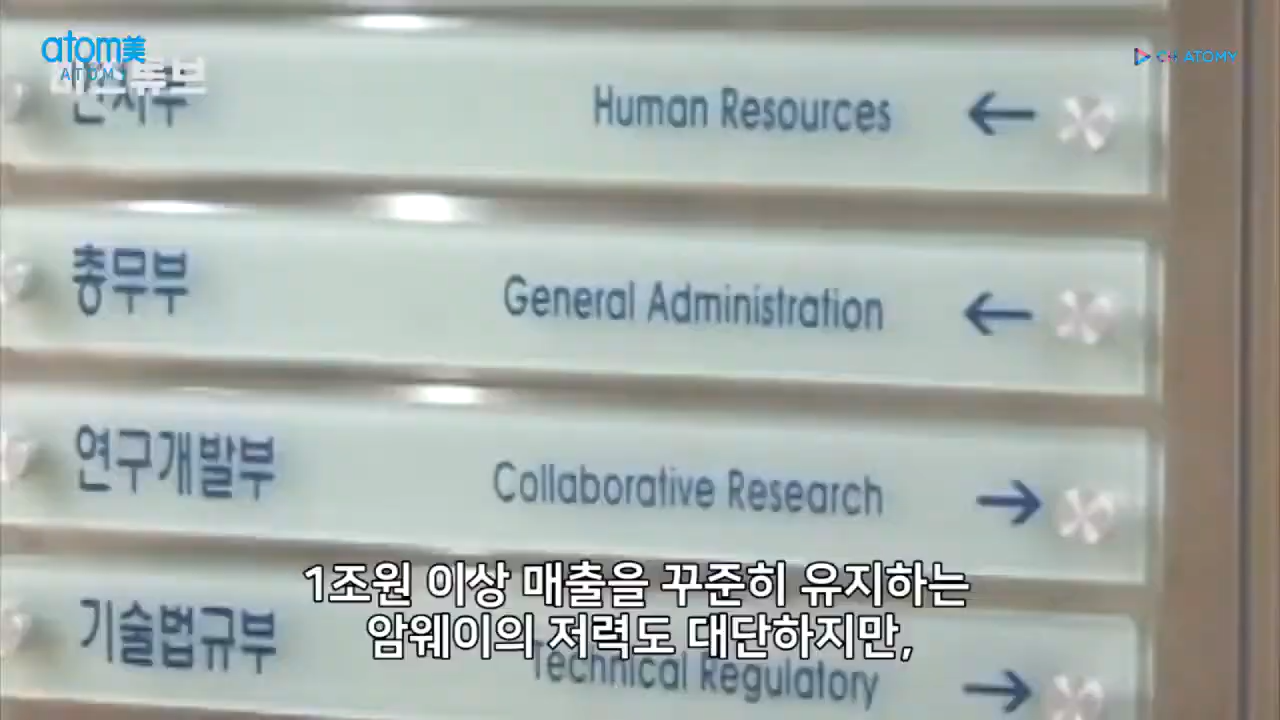 atom美
ATOMY
CH ATOMY
Human Resources
총무부 General Administration
연구개발부 Collaborative Research
기술법규부 Technical Regulatory
1조원 이상 매출을 꾸준히 유지하는
암웨이의 저력도 대단하지만,